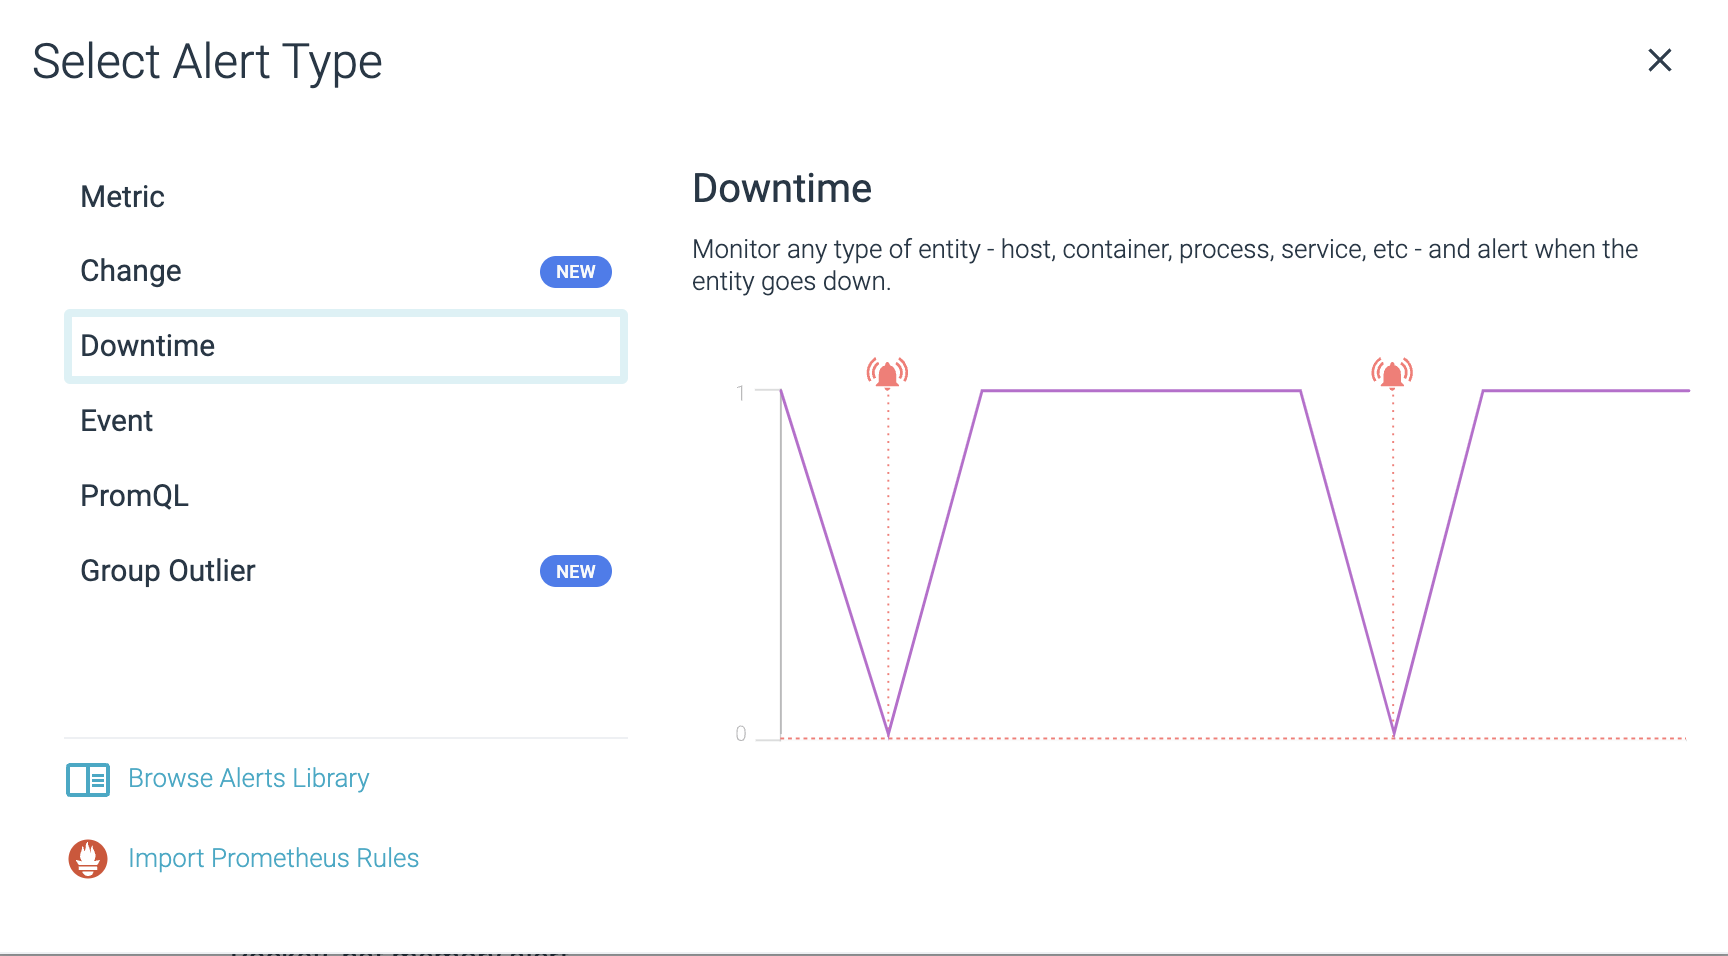 Select Alert Type
Metric
Change
NEW
Downtime
Event
PromQL
Group Outlier
NEW
Browse Alerts Library
Import Prometheus Rules
Downtime
Monitor any type of entity - host, container, process, service, etc - and alert when the
entity goes down.
1
0